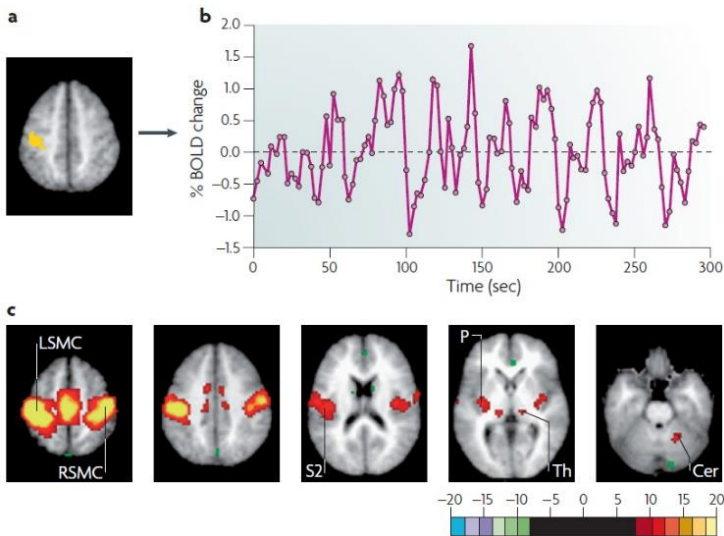 a
b
% BOLD change
2.0
1.5
1.0
0.5
0.0
–0.5
–1.0
–1.5
0 50 100 150 200 250 300
Time (sec)
c
LSMC
RSMC
S2
P
Th
Cer
–20 –15 –10 –5 0 5 10 15 20